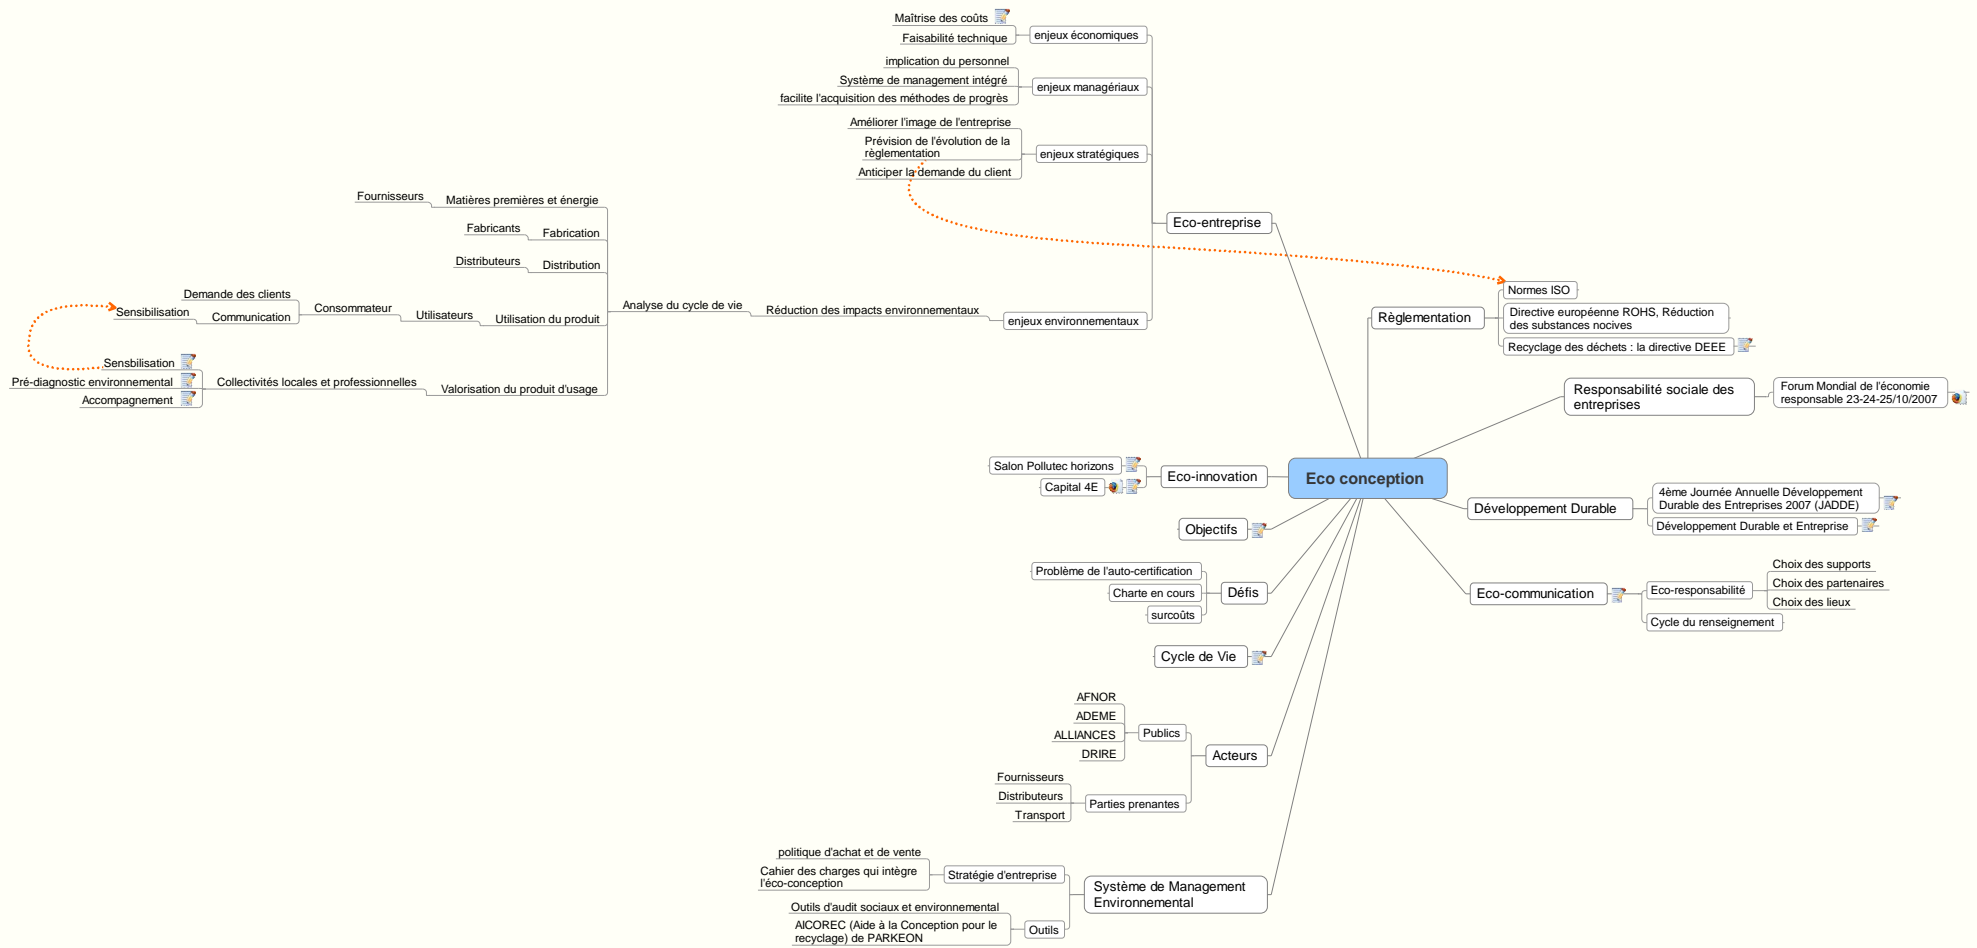 Maîtrise des coûts
Faisabilité technique
enjeux économiques
implication du personnel
Système de management intégré
facilite l'acquisition des méthodes de progrès
enjeux managériaux
Améliorer l'image de l'entreprise
Prévision de l'évolution de la
règlementation
Anticiper la demande du client
enjeux stratégiques
Eco-entreprise
Fournisseurs
Matières premières et énergie
Fabricants
Fabrication
Distributeurs
Distribution
Demande des clients
Sensibilisation
Communication
Consommateur
Utilisateurs
Utilisation du produit
Analyse du cycle de vie
Réduction des impacts environnementaux
enjeux environnementaux
Sensbilisation
Pré-diagnostic environnemental
Accompagnement
Collectivités locales et professionnelles
Valorisation du produit d'usage
Règlementation
Normes ISO
Directive européenne ROHS, Réduction
des substances nocives
Recyclage des déchets : la directive DEEE
Responsabilité sociale des
entreprises
Forum Mondial de l'économie
responsable 23-24-25/10/2007
Salon Pollutec horizons
Capital 4E
Eco-innovation
Eco conception
Développement Durable
4ème Journée Annuelle Développement
Durable des Entreprises 2007 (JADDE)
Développement Durable et Entreprise
Objectifs
Problème de l'auto-certification
Charte en cours
surcoûts
Défis
Eco-communication
Eco-responsabilité
Choix des supports
Choix des partenaires
Choix des lieux
Cycle du renseignement
Cycle de Vie
AFNOR
ADEME
ALLIANCES
DRIRE
Publics
Acteurs
Fournisseurs
Distributeurs
Transport
Parties prenantes
politique d'achat et de vente
Cahier des charges qui intègre
l'éco-conception
Stratégie d'entreprise
Système de Management
Environnemental
Outils d'audit sociaux et environnemental
AICOREC (Aide à la Conception pour le
recyclage) de PARKEON
Outils